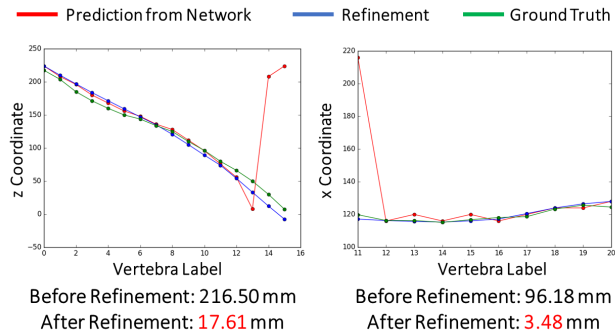 Prediction from Network Refinement Ground Truth
250
200
150
100
50
0
-50
0 2 4 6 8 10 12 14 16
z Coordinate
Vertebra Label
Before Refinement: 216.50 mm
After Refinement: 17.61 mm
220
200
180
160
140
120
100
11 12 13 14 15 16 17 18 19 20
x Coordinate
Vertebra Label
Before Refinement: 96.18 mm
After Refinement: 3.48 mm